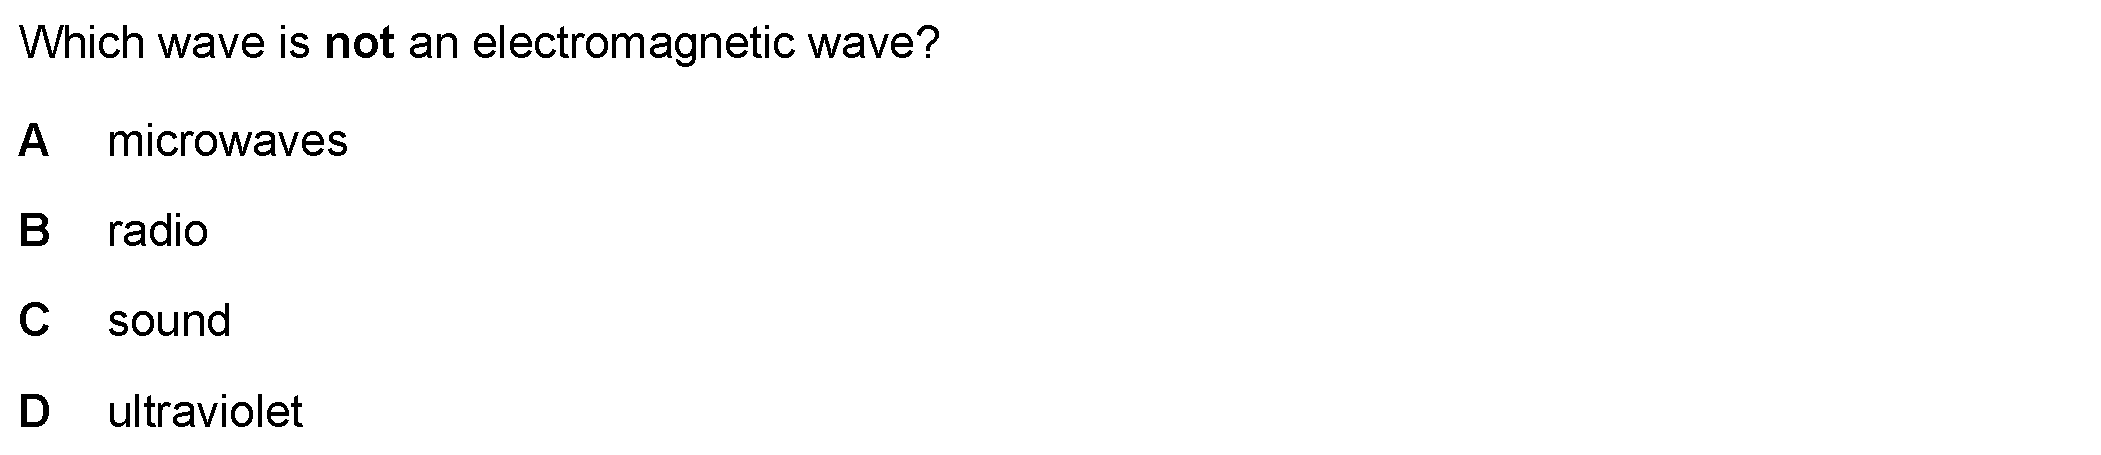 Which wave is not an electromagnetic wave?
A microwaves
B radio
C sound
D ultraviolet